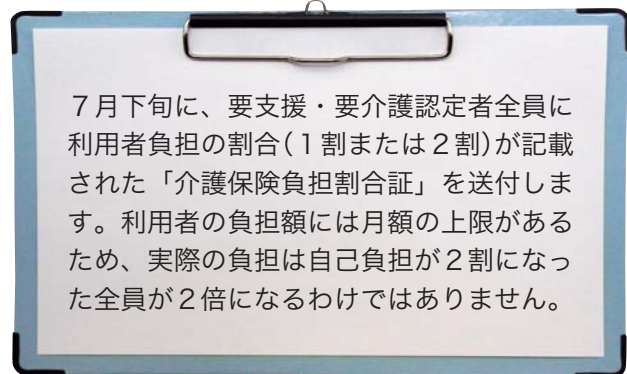 ７月下旬に、要支援・要介護認定者全員に
利用者負担の割合(１割または２割)が記載
された「介護保険負担割合証」を送付しま
す。利用者の負担額には月額の上限がある
ため、実際の負担は自己負担が２割になっ
た全員が２倍になるわけではありません。